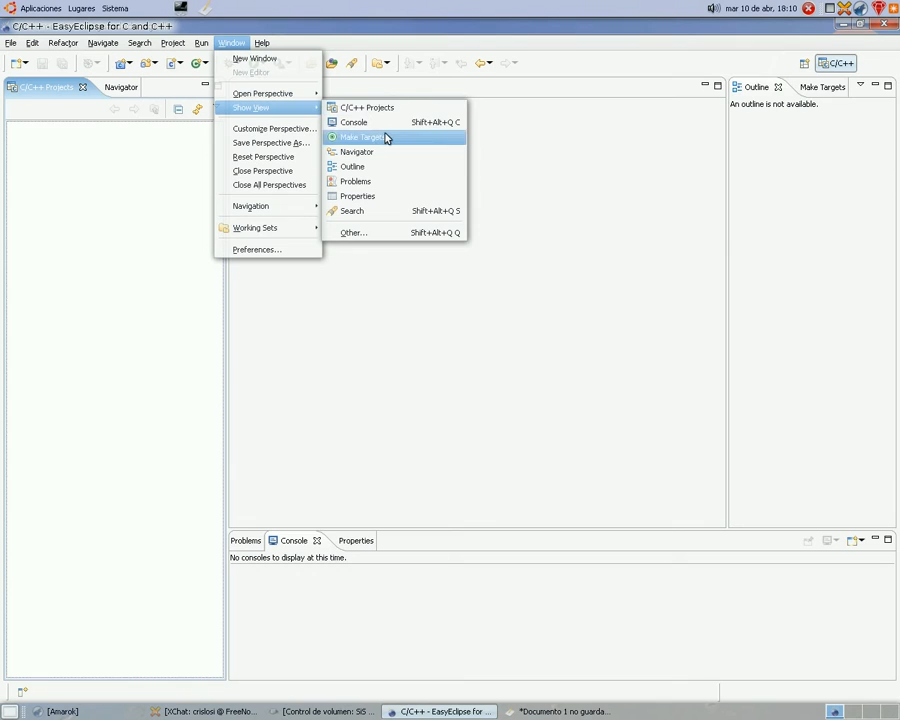 Aplicaciones Lugares Sistema
mar 10 de abr, 18:10
C/C++ - EasyEclipse for C and C++
File Edit Refactor Navigate Search Project Run Window Help
C/C++
C/C++ Projects
Navigator
New Window
New Editor
Open Perspective
Show View
Customize Perspective...
Save Perspective As...
Reset Perspective
Close Perspective
Close All Perspectives
Navigation
Working Sets
Preferences...
C/C++ Projects
Console Shift+Alt+Q C
Make Targets
Navigator
Outline
Problems
Properties
Search Shift+Alt+Q S
Other... Shift+Alt+Q Q
Outline
Make Targets
An outline is not available.
Problems
Console
Properties
No consoles to display at this time.
[Amarok]
[XChat: crislosi @ FreeNo...
[Control de volumen: SiS ...
C/C++ - EasyEclipse for ...
*Documento 1 no guarda...